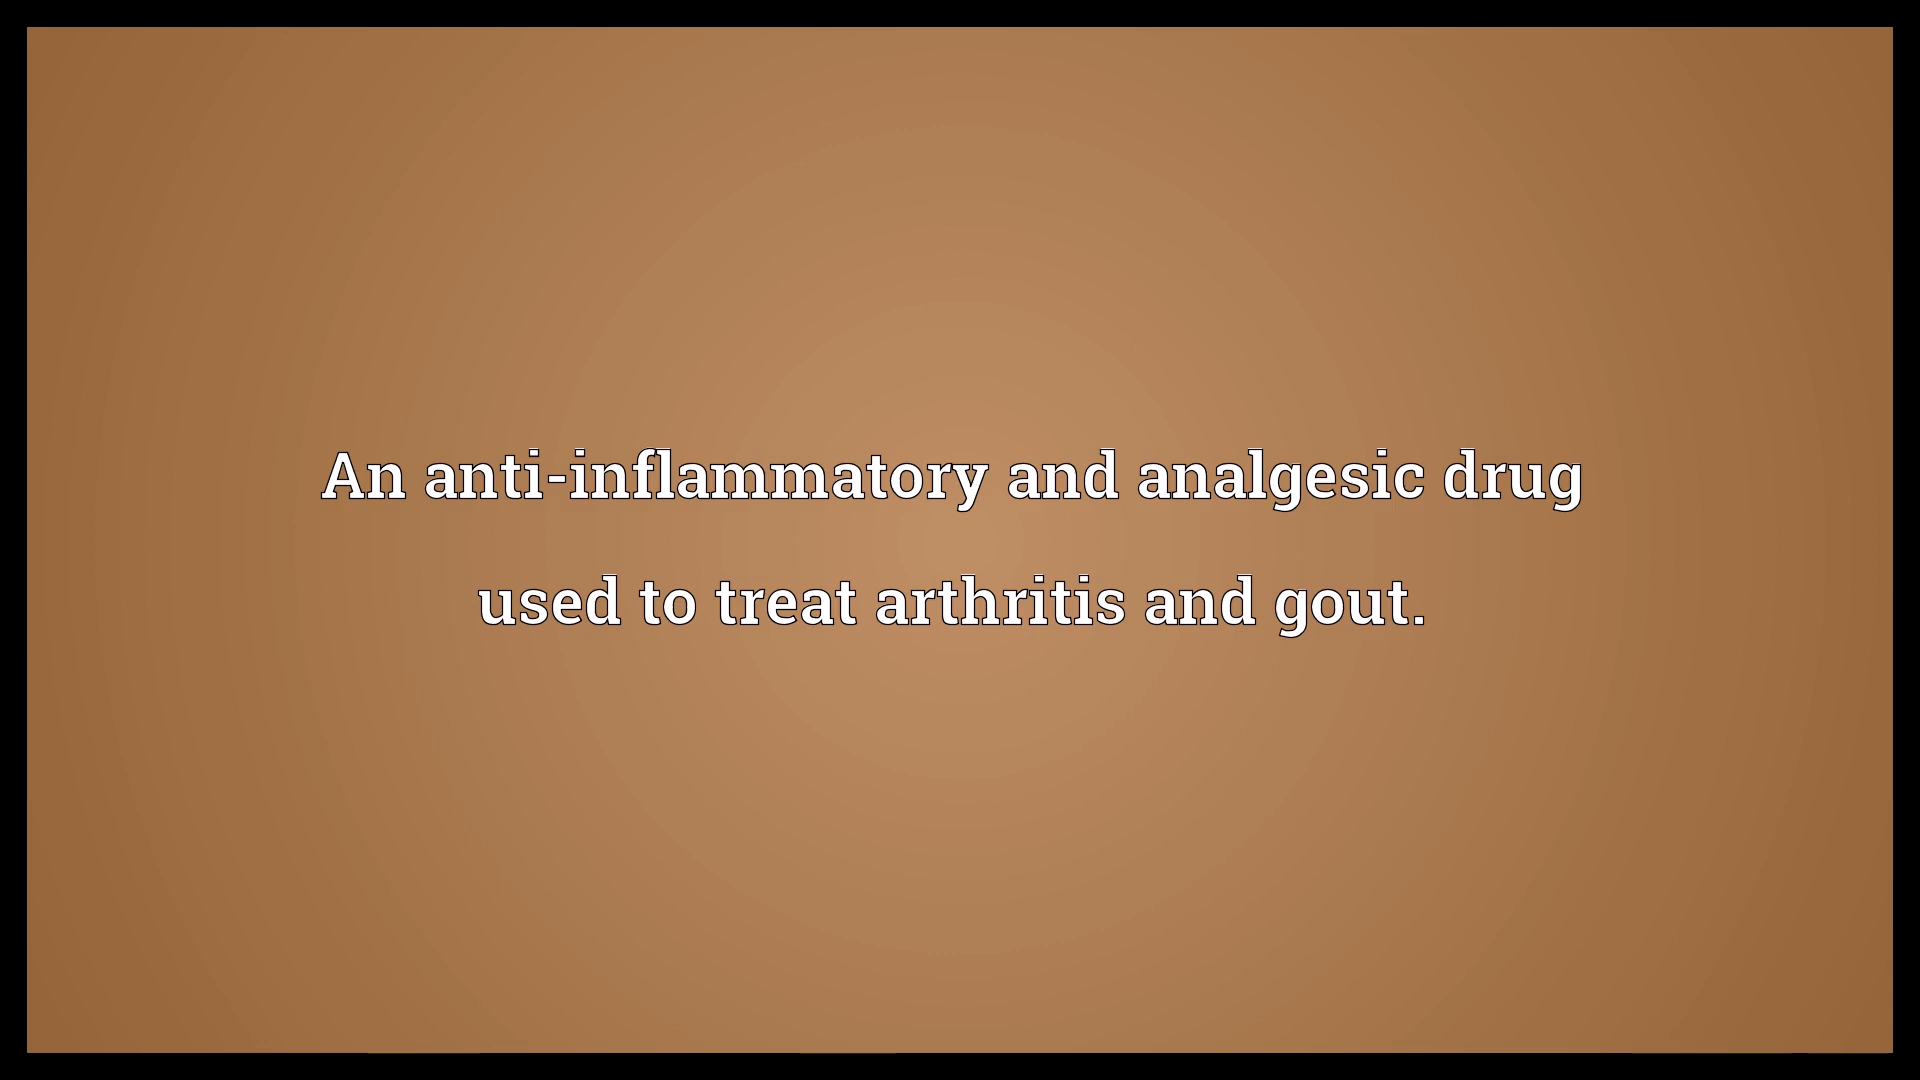 An anti-inflammatory and analgesic drug
used to treat arthritis and gout.